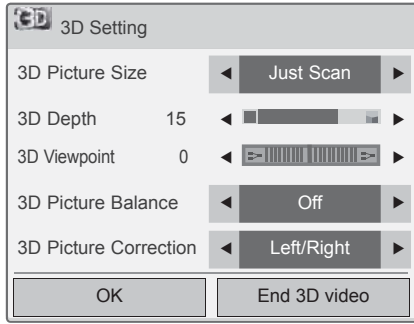 3D 3D Setting
3D Picture Size Just Scan
3D Depth 15
3D Viewpoint 0
3D Picture Balance Off
3D Picture Correction Left/Right
OK End 3D video